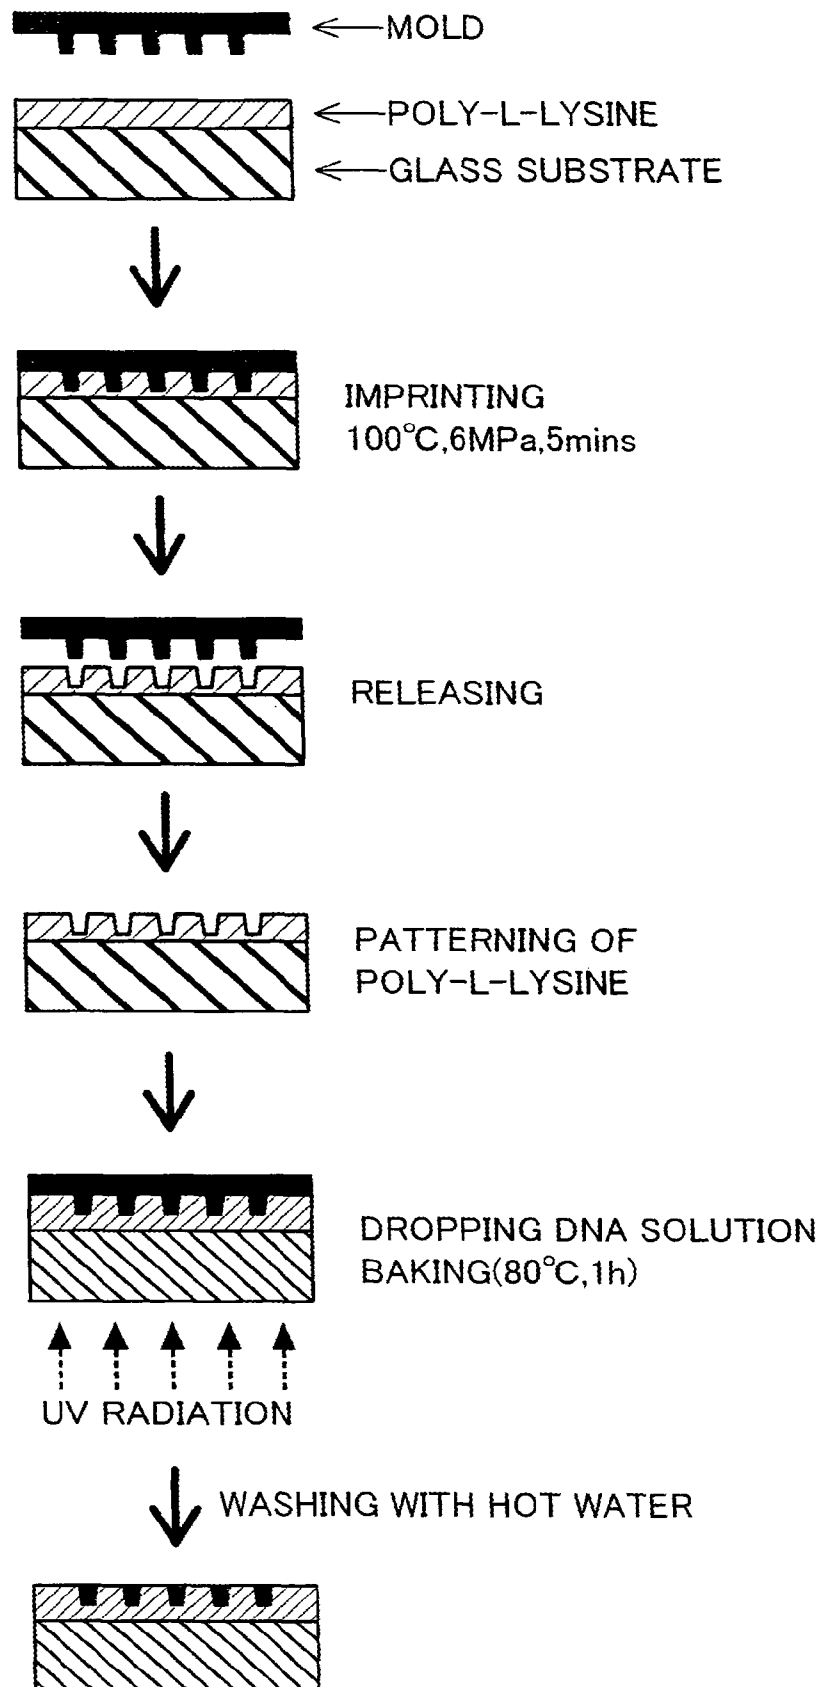 MOLD
POLY-L-LYSINE
GLASS SUBSTRATE
IMPRINTING
100°C,6MPa,5mins
RELEASING
PATTERNING OF
POLY-L-LYSINE
DROPPING DNA SOLUTION
BAKING(80°C,1h)
UV RADIATION
WASHING WITH HOT WATER